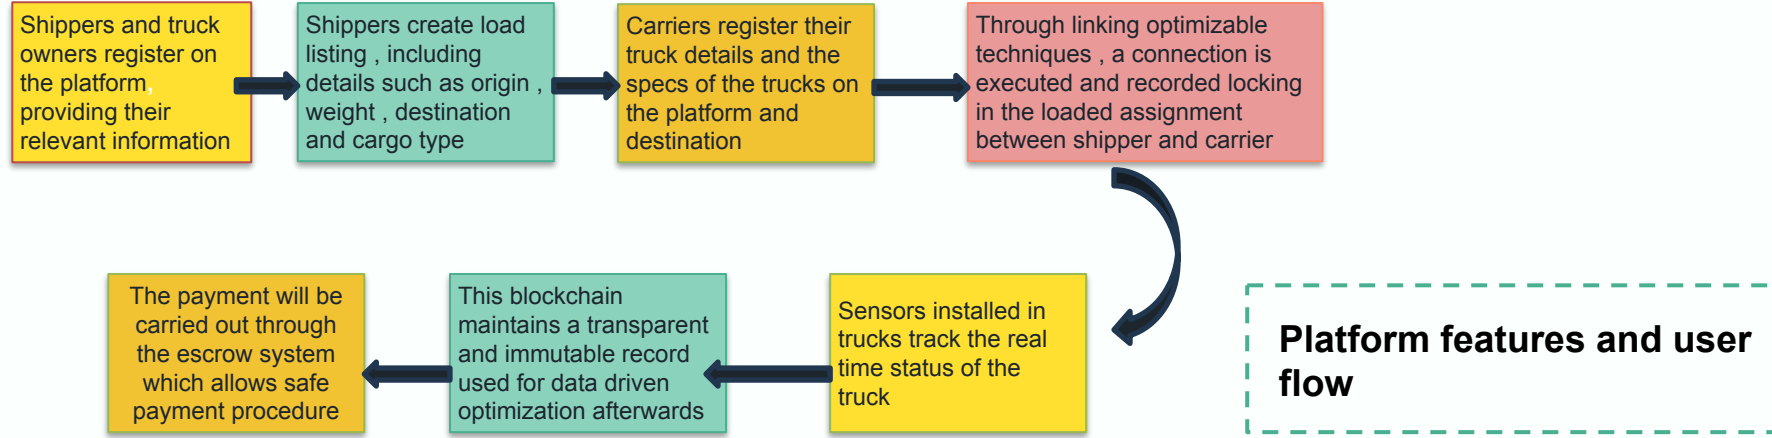 Shippers and truck
owners register on
the platform,
providing their
relevant information
Shippers create load
listing , including
details such as origin ,
weight , destination
and cargo type
Carriers register their
truck details and the
specs of the trucks on
the platform and
destination
Through linking optimizable
techniques , a connection is
executed and recorded locking
in the loaded assignment
between shipper and carrier
Sensors installed in
trucks track the real
time status of the
truck
This blockchain
maintains a transparent
and immutable record
used for data driven
optimization afterwards
The payment will be
carried out through
the escrow system
which allows safe
payment procedure
Platform features and user
flow